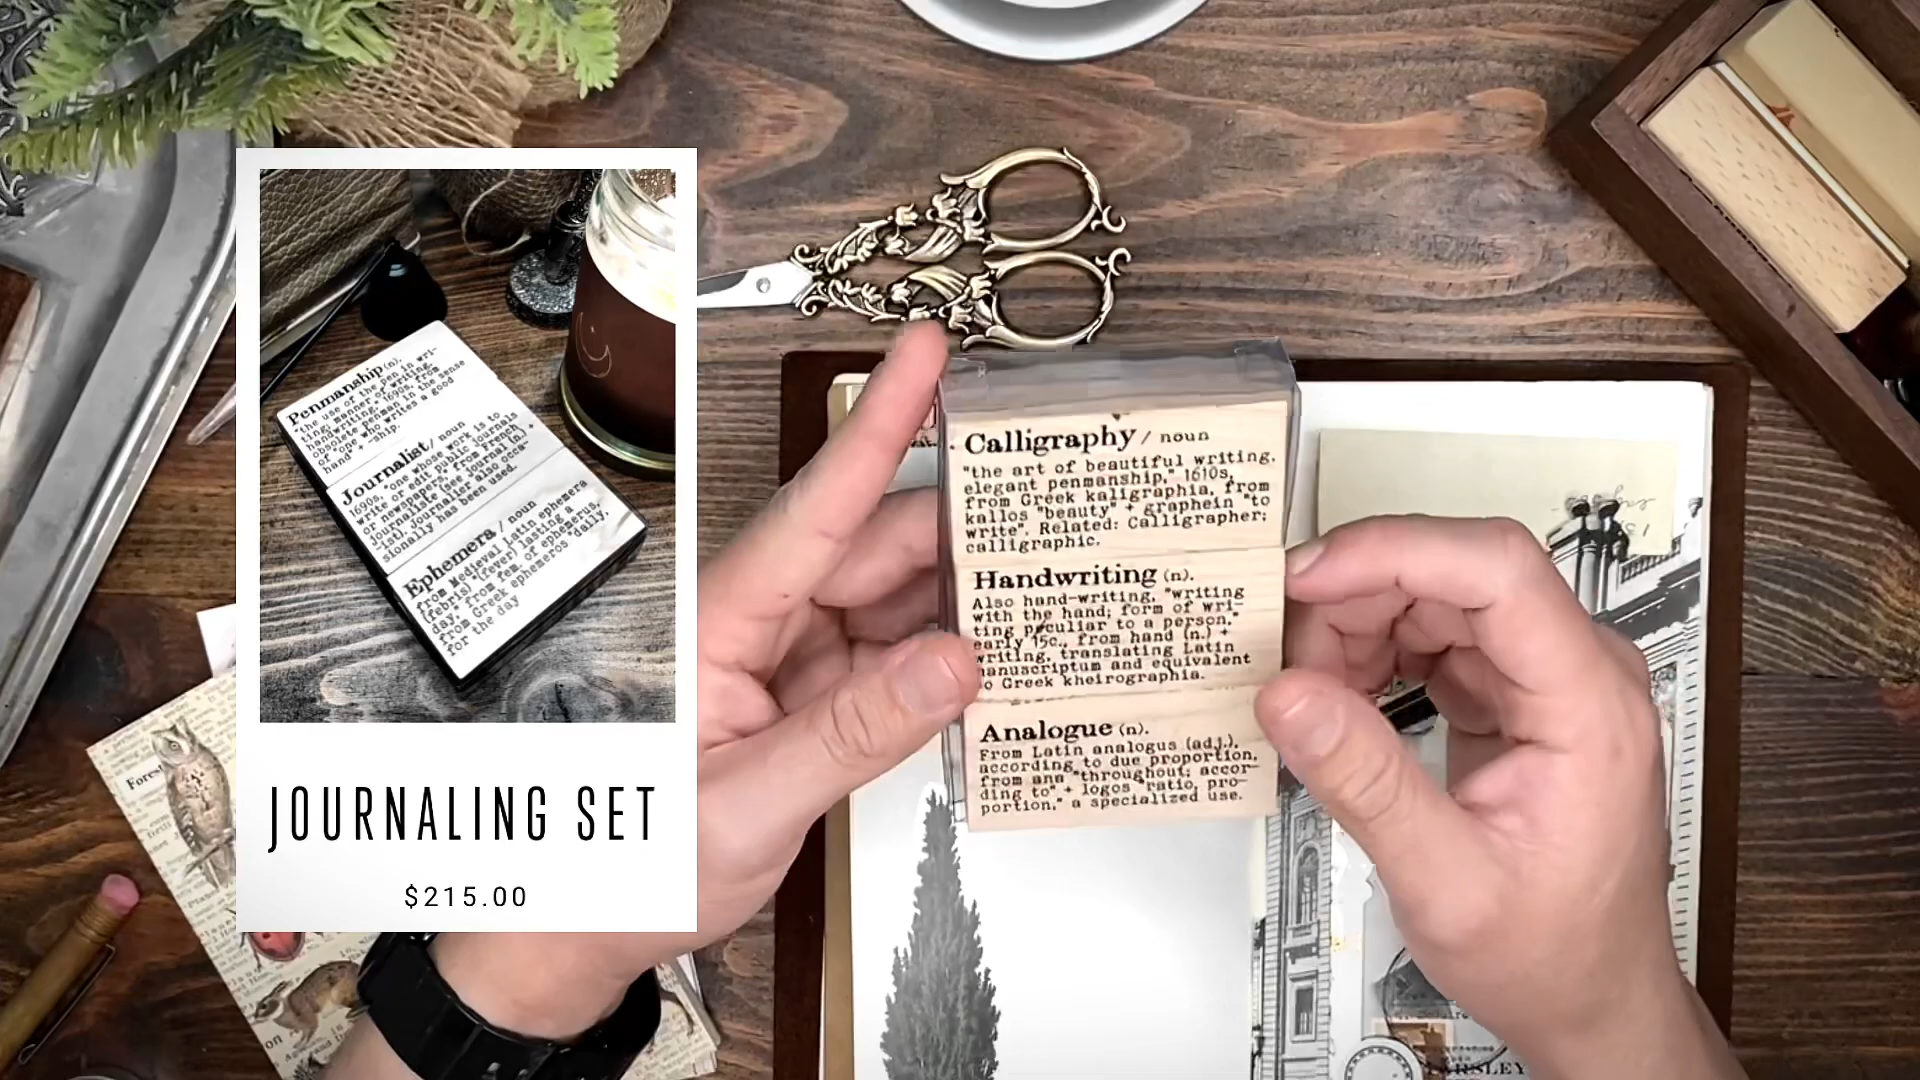 Penmanship (n).
"the use of the pen in wri-
ting; manner of writing,
handwriting," 1690s, from
obsolete penman in the sense
of "one who writes a good
hand" + -ship.
Journalist/ noun
1690s, "one whose work is to
write or edit public journals
or newspapers," from French
journaliste (see journal (n.) +
-ist). Journalier also occa-
sionally has been used.
Ephemera / noun
from Medieval Latin ephemera
(febris) "(fever) lasting a
day," from fem. of ephemerus,
from Greek ephemeros "daily,
for the day
JOURNALING SET
$215.00
Calligraphy / noun
"the art of beautiful writing,
elegant penmanship," 1610s,
from Greek kaligraphia, from
kallos "beauty" + graphein "to
write". Related: Calligrapher;
calligraphic.
Handwriting (n).
Also hand-writing, "writing
with the hand; form of wri-
ting peculiar to a person,"
early 15c., from hand (n.) +
writing, translating Latin
manuscriptum and equivalent
to Greek kheirographia.
Analogue (n).
From Latin analogus (adj.),
according to due proportion,
from ana "throughout; accor-
ding to" + logos "ratio, pro-
portion," a specialized use.
Forest